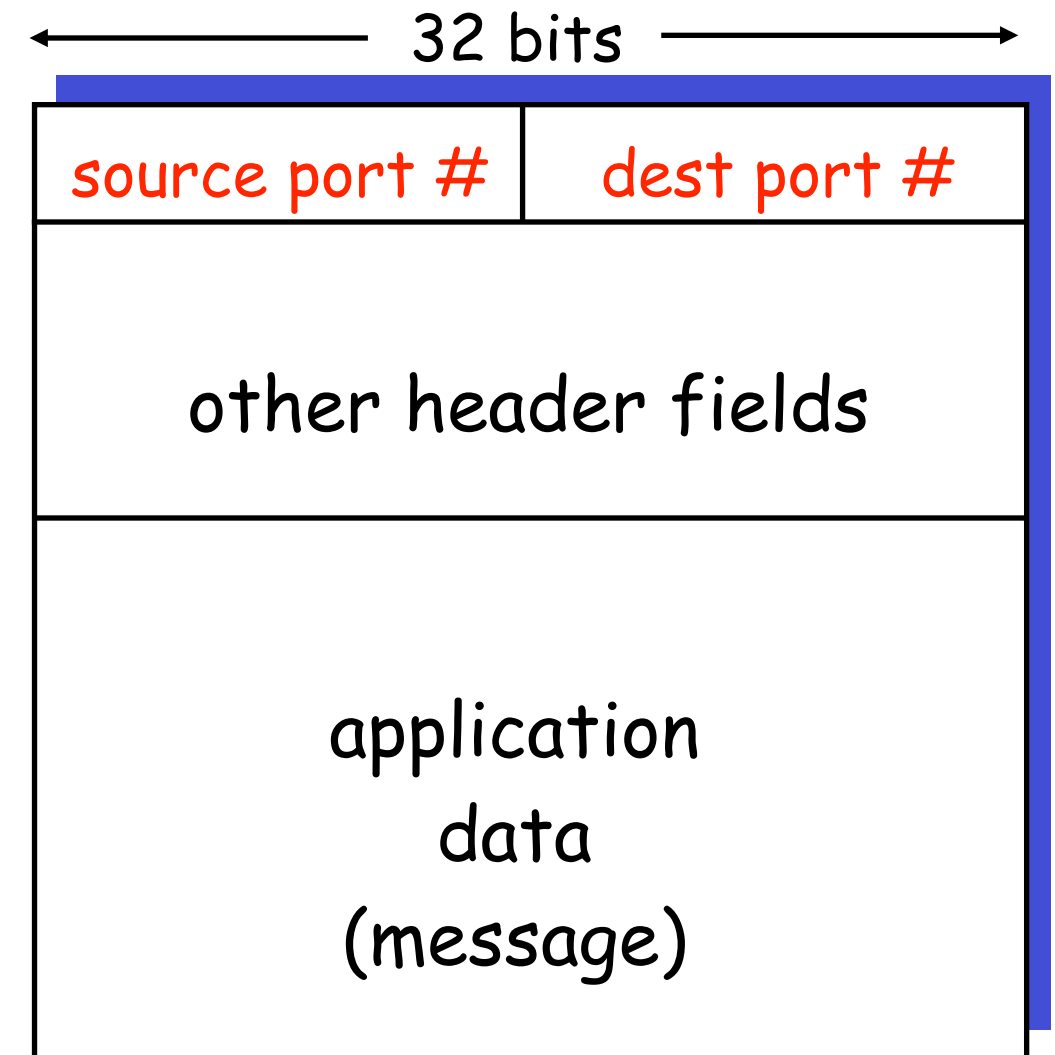 32 bits
source port # dest port #
other header fields
application
data
(message)